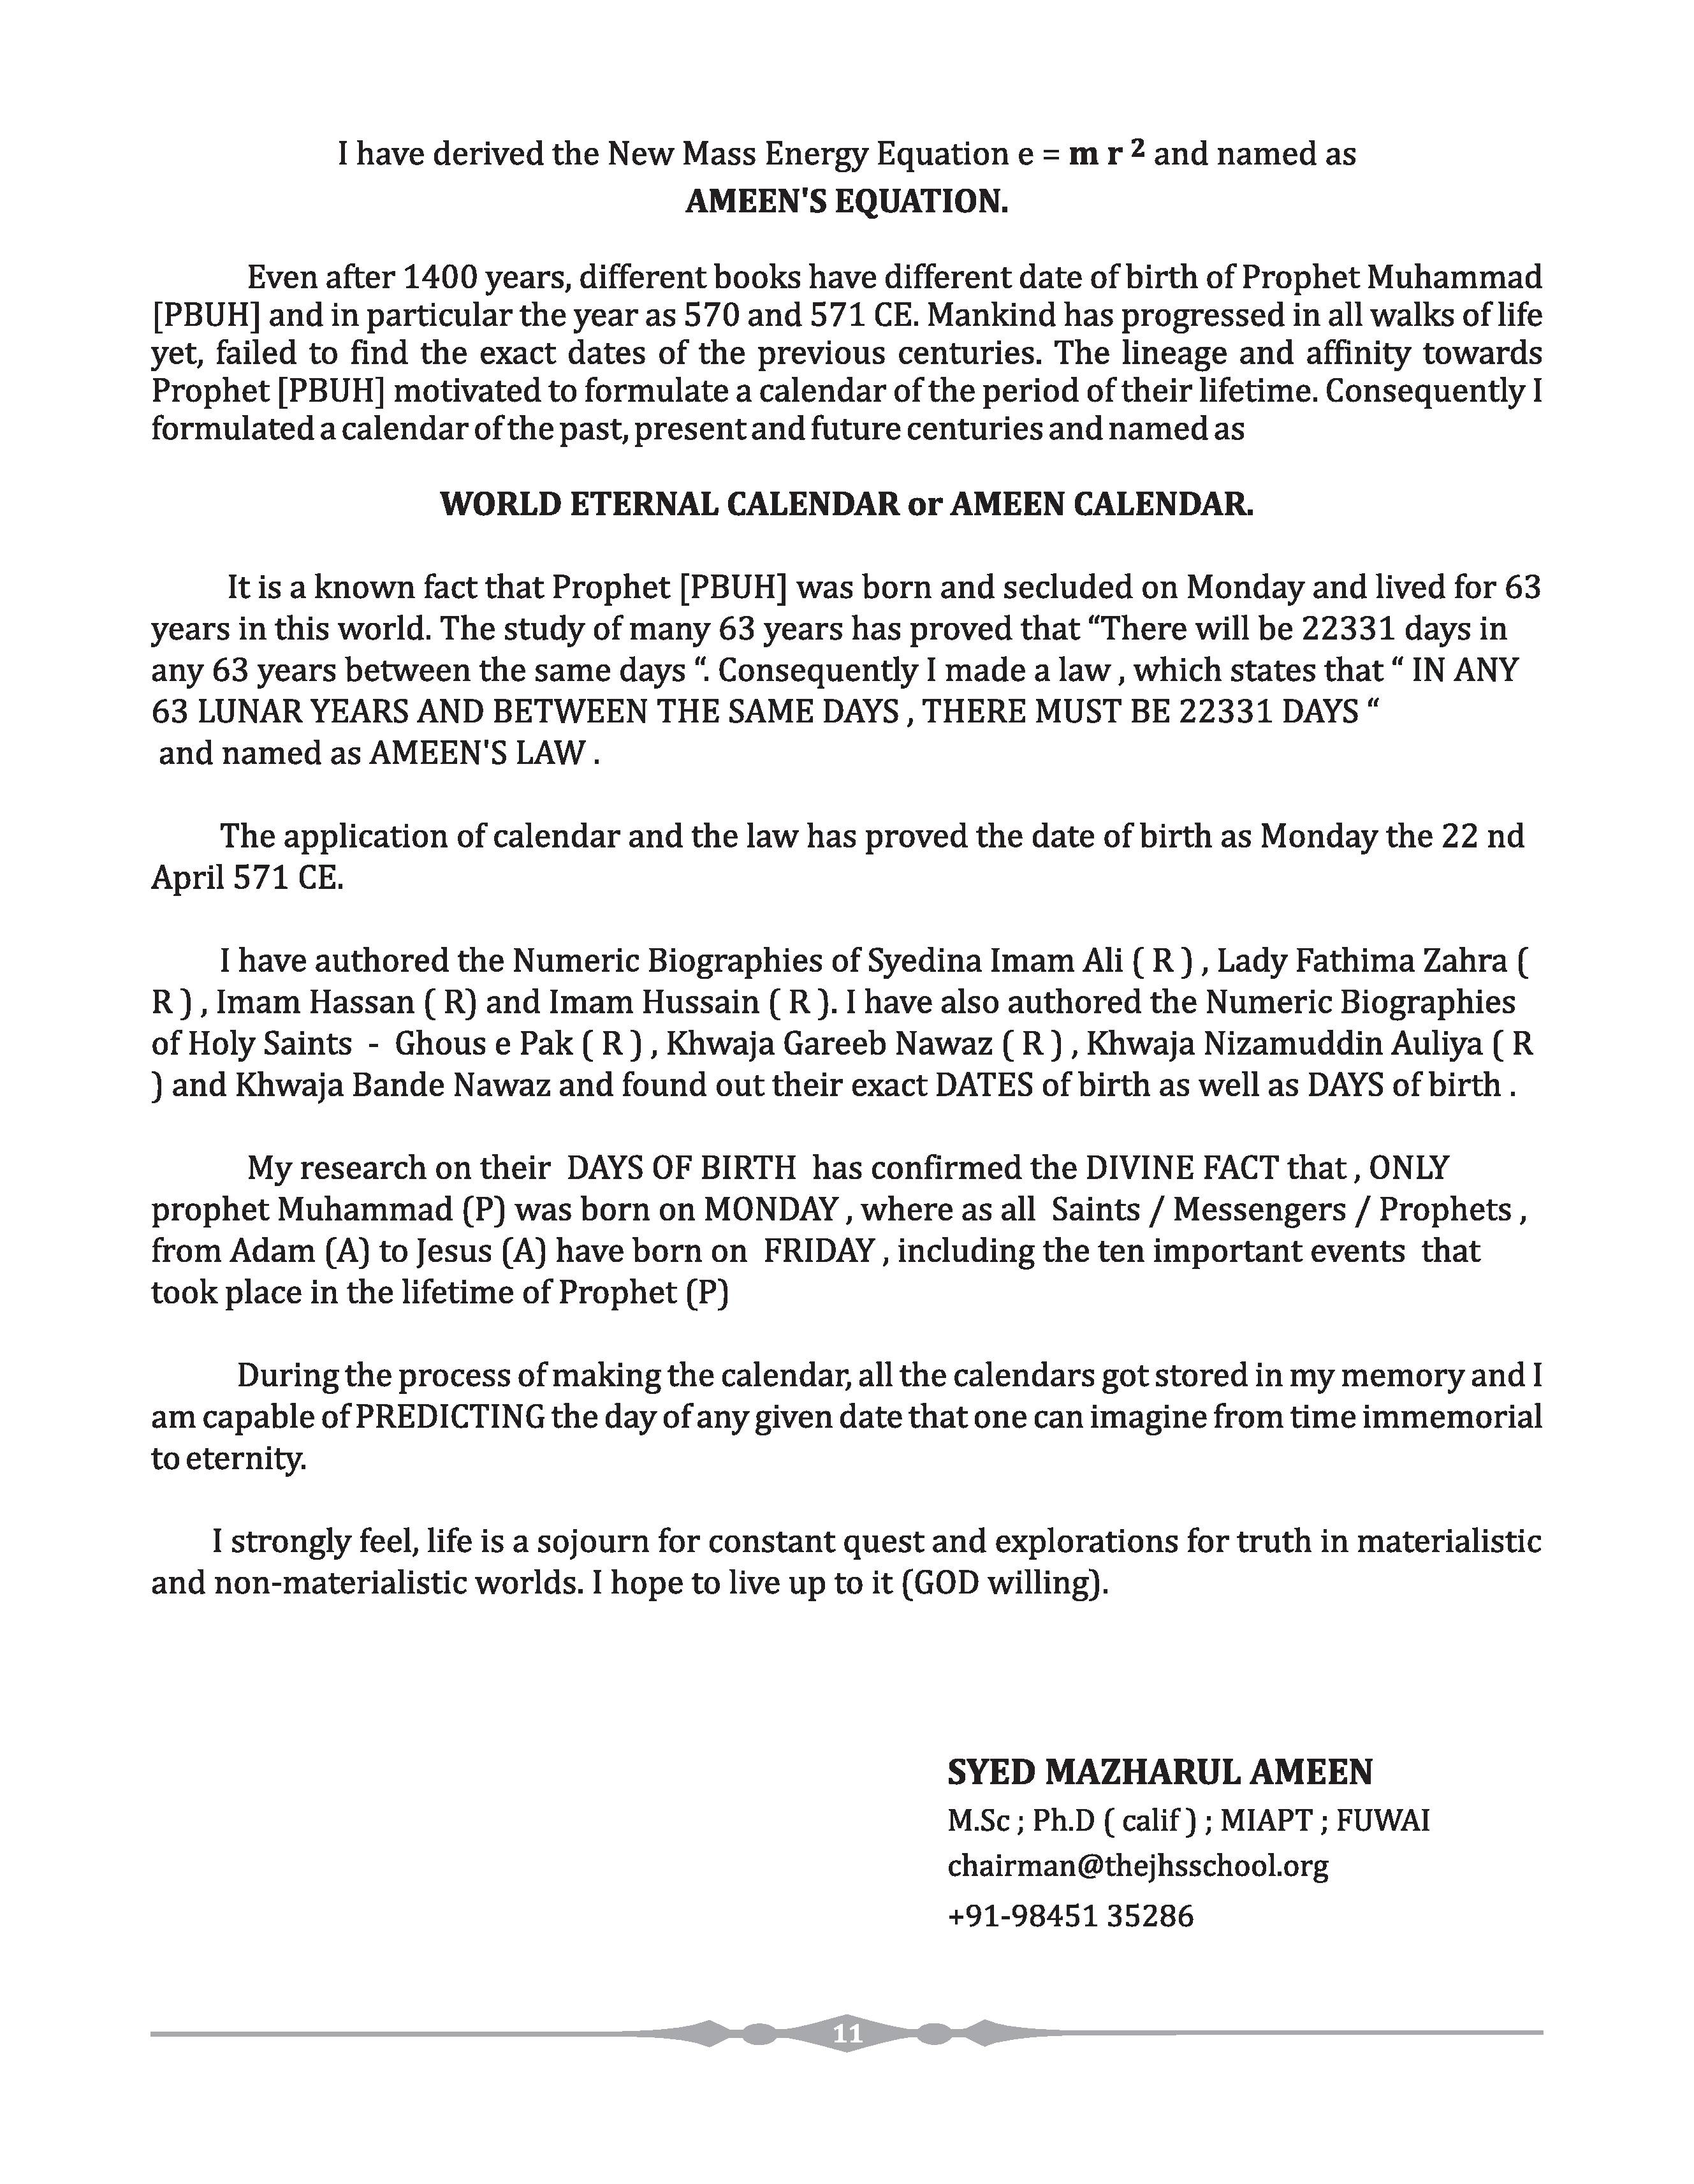 I have derived the New Mass Energy Equation e = m r ² and named as
AMEEN'S EQUATION.
Even after 1400 years, different books have different date of birth of Prophet Muhammad
[PBUH] and in particular the year as 570 and 571 CE. Mankind has progressed in all walks of life
yet, failed to find the exact dates of the previous centuries. The lineage and affinity towards
Prophet [PBUH] motivated to formulate a calendar of the period of their lifetime. Consequently I
formulated a calendar of the past, present and future centuries and named as
WORLD ETERNAL CALENDAR or AMEEN CALENDAR.
It is a known fact that Prophet [PBUH] was born and secluded on Monday and lived for 63
years in this world. The study of many 63 years has proved that “There will be 22331 days in
any 63 years between the same days “. Consequently I made a law , which states that “ IN ANY
63 LUNAR YEARS AND BETWEEN THE SAME DAYS , THERE MUST BE 22331 DAYS “
and named as AMEEN'S LAW .
The application of calendar and the law has proved the date of birth as Monday the 22 nd
April 571 CE.
I have authored the Numeric Biographies of Syedina Imam Ali ( R ) , Lady Fathima Zahra (
R ) , Imam Hassan ( R) and Imam Hussain ( R ). I have also authored the Numeric Biographies
of Holy Saints - Ghous e Pak ( R ) , Khwaja Gareeb Nawaz ( R ) , Khwaja Nizamuddin Auliya ( R
) and Khwaja Bande Nawaz and found out their exact DATES of birth as well as DAYS of birth .
My research on their DAYS OF BIRTH has confirmed the DIVINE FACT that , ONLY
prophet Muhammad (P) was born on MONDAY , where as all Saints / Messengers / Prophets ,
from Adam (A) to Jesus (A) have born on FRIDAY , including the ten important events that
took place in the lifetime of Prophet (P)
During the process of making the calendar, all the calendars got stored in my memory and I
am capable of PREDICTING the day of any given date that one can imagine from time immemorial
to eternity.
I strongly feel, life is a sojourn for constant quest and explorations for truth in materialistic
and non-materialistic worlds. I hope to live up to it (GOD willing).
SYED MAZHARUL AMEEN
M.Sc ; Ph.D ( calif ) ; MIAPT ; FUWAI
chairman@thejhsschool.org
+91-98451 35286
11